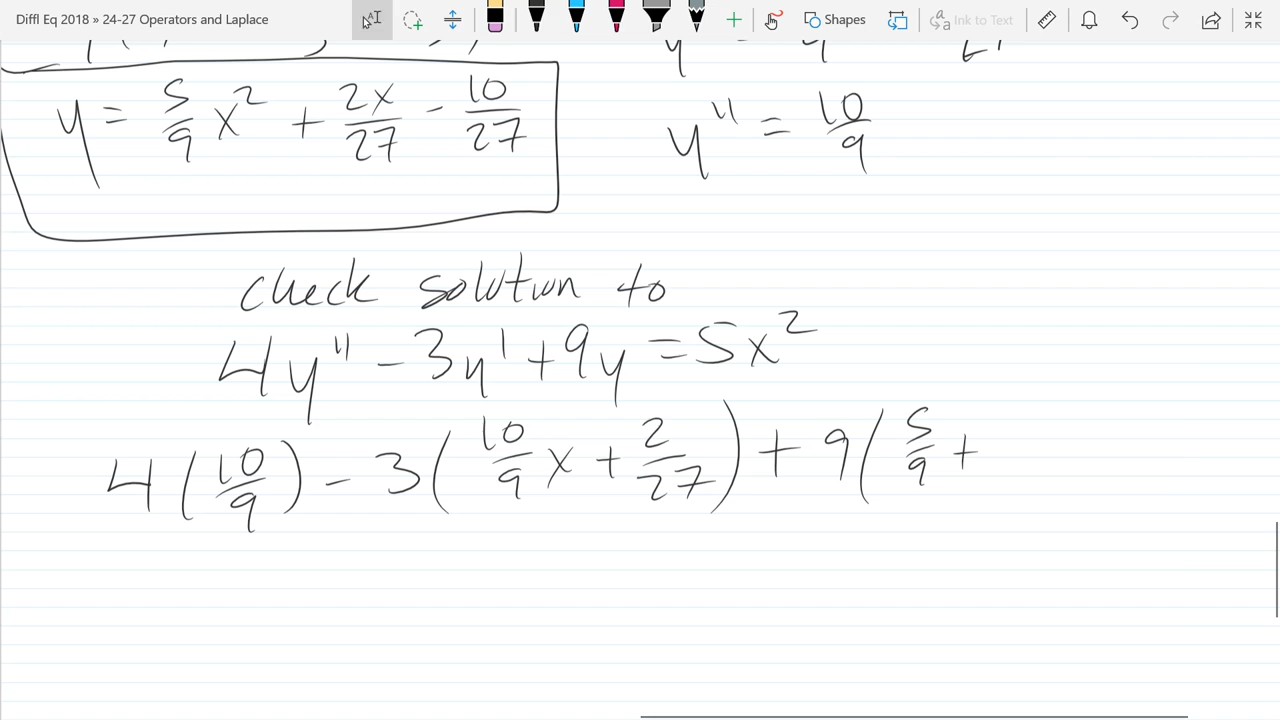 Diffl Eq 2018 » 24-27 Operators and Laplace
Shapes
Ink to Text
y = 5/9 x² + 2x/27 - 10/27
y'' = 10/9
check solution to
4y'' - 3y' + 9y = 5x²
4(10/9) - 3(10/9 x + 2/27) + 9(5/9 +